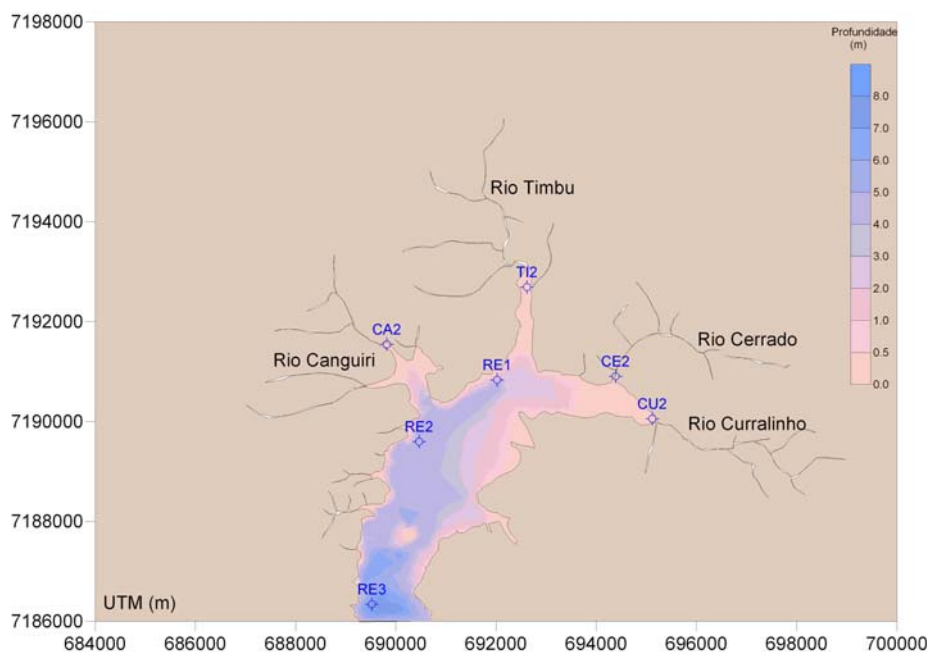 7198000
Profundidade
(m)
8.0
7.0
6.0
5.0
4.0
3.0
2.0
1.0
0.5
0.0
7196000
Rio Timbu
7194000
TI2
7192000
CA2
Rio Cerrado
Rio Canguiri
RE1
CE2
CU2
7190000
RE2
Rio Curralinho
7188000
RE3
UTM (m)
7186000
684000 686000 688000 690000 692000 694000 696000 698000 700000